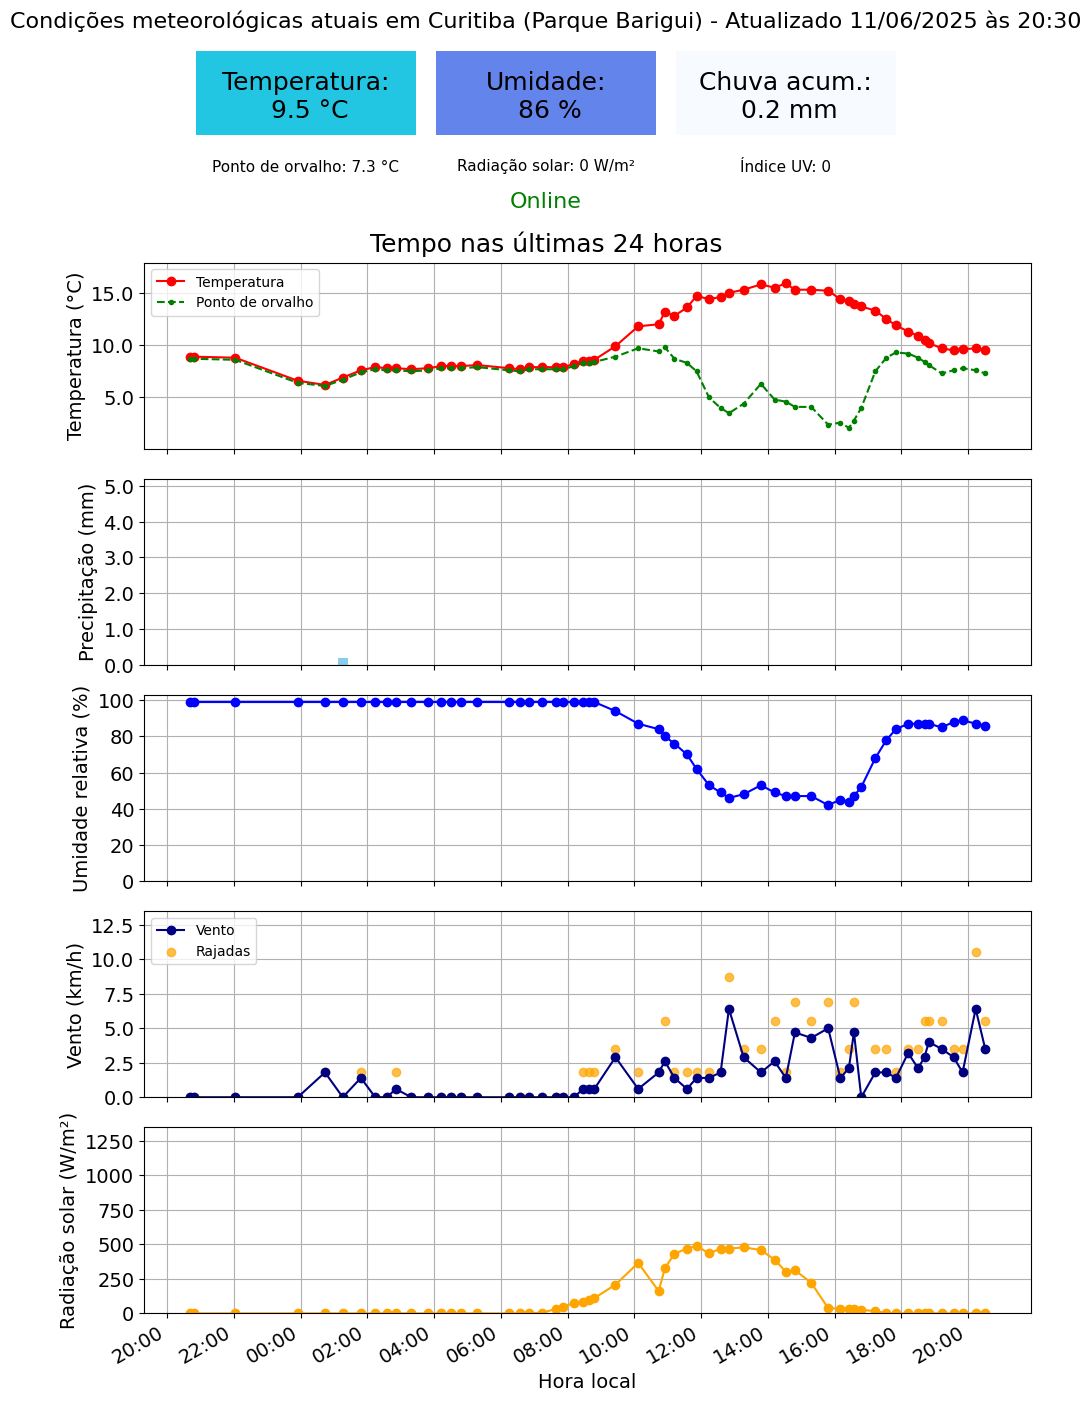 Condições meteorológicas atuais em Curitiba (Parque Barigui) - Atualizado 11/06/2025 às 20:30
Temperatura:
9.5 °C
Umidade:
86 %
Chuva acum.:
0.2 mm
Ponto de orvalho: 7.3 °C
Radiação solar: 0 W/m²
Índice UV: 0
Online
Tempo nas últimas 24 horas
Temperatura (°C)
15.0
10.0
5.0
Temperatura
Ponto de orvalho
Precipitação (mm)
5.0
4.0
3.0
2.0
1.0
0.0
Umidade relativa (%)
100
80
60
40
20
0
Vento (km/h)
12.5
10.0
7.5
5.0
2.5
0.0
Vento
Rajadas
Radiação solar (W/m²)
1250
1000
750
500
250
0
20:00
22:00
00:00
02:00
04:00
06:00
08:00
10:00
12:00
14:00
16:00
18:00
20:00
Hora local